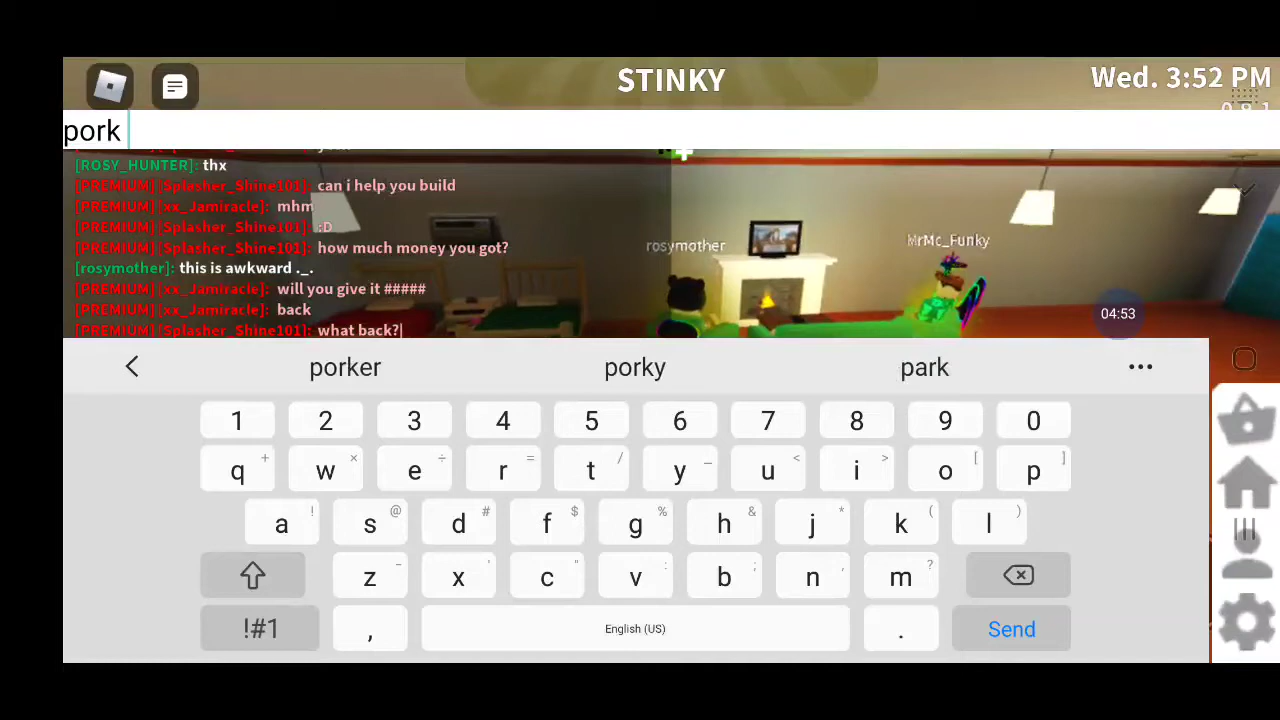 STINKY
Wed. 3:52 PM
pork
[ROSY_HUNTER]: thx
[PREMIUM][Splasher_Shine101]: can i help you build
[PREMIUM][xx_Jamiracle]: mhm
[PREMIUM][Splasher_Shine101]: :D
[PREMIUM][Splasher_Shine101]: how much money you got?
[rosymother]: this is awkward ._.
[PREMIUM][xx_Jamiracle]: will you give it #####
[PREMIUM][xx_Jamiracle]: back
[PREMIUM][Splasher_Shine101]: what back?
rosymother
MrMc_Funky
04:53
porker porky park
1 2 3 4 5 6 7 8 9 0
q + w × e ÷ r = t / y _ u < i > o [ p ]
a ! s @ d # f $ g % h & j * k ( l )
z - x ' c " v : b ; n , m ?
!#1 , English (US) . Send